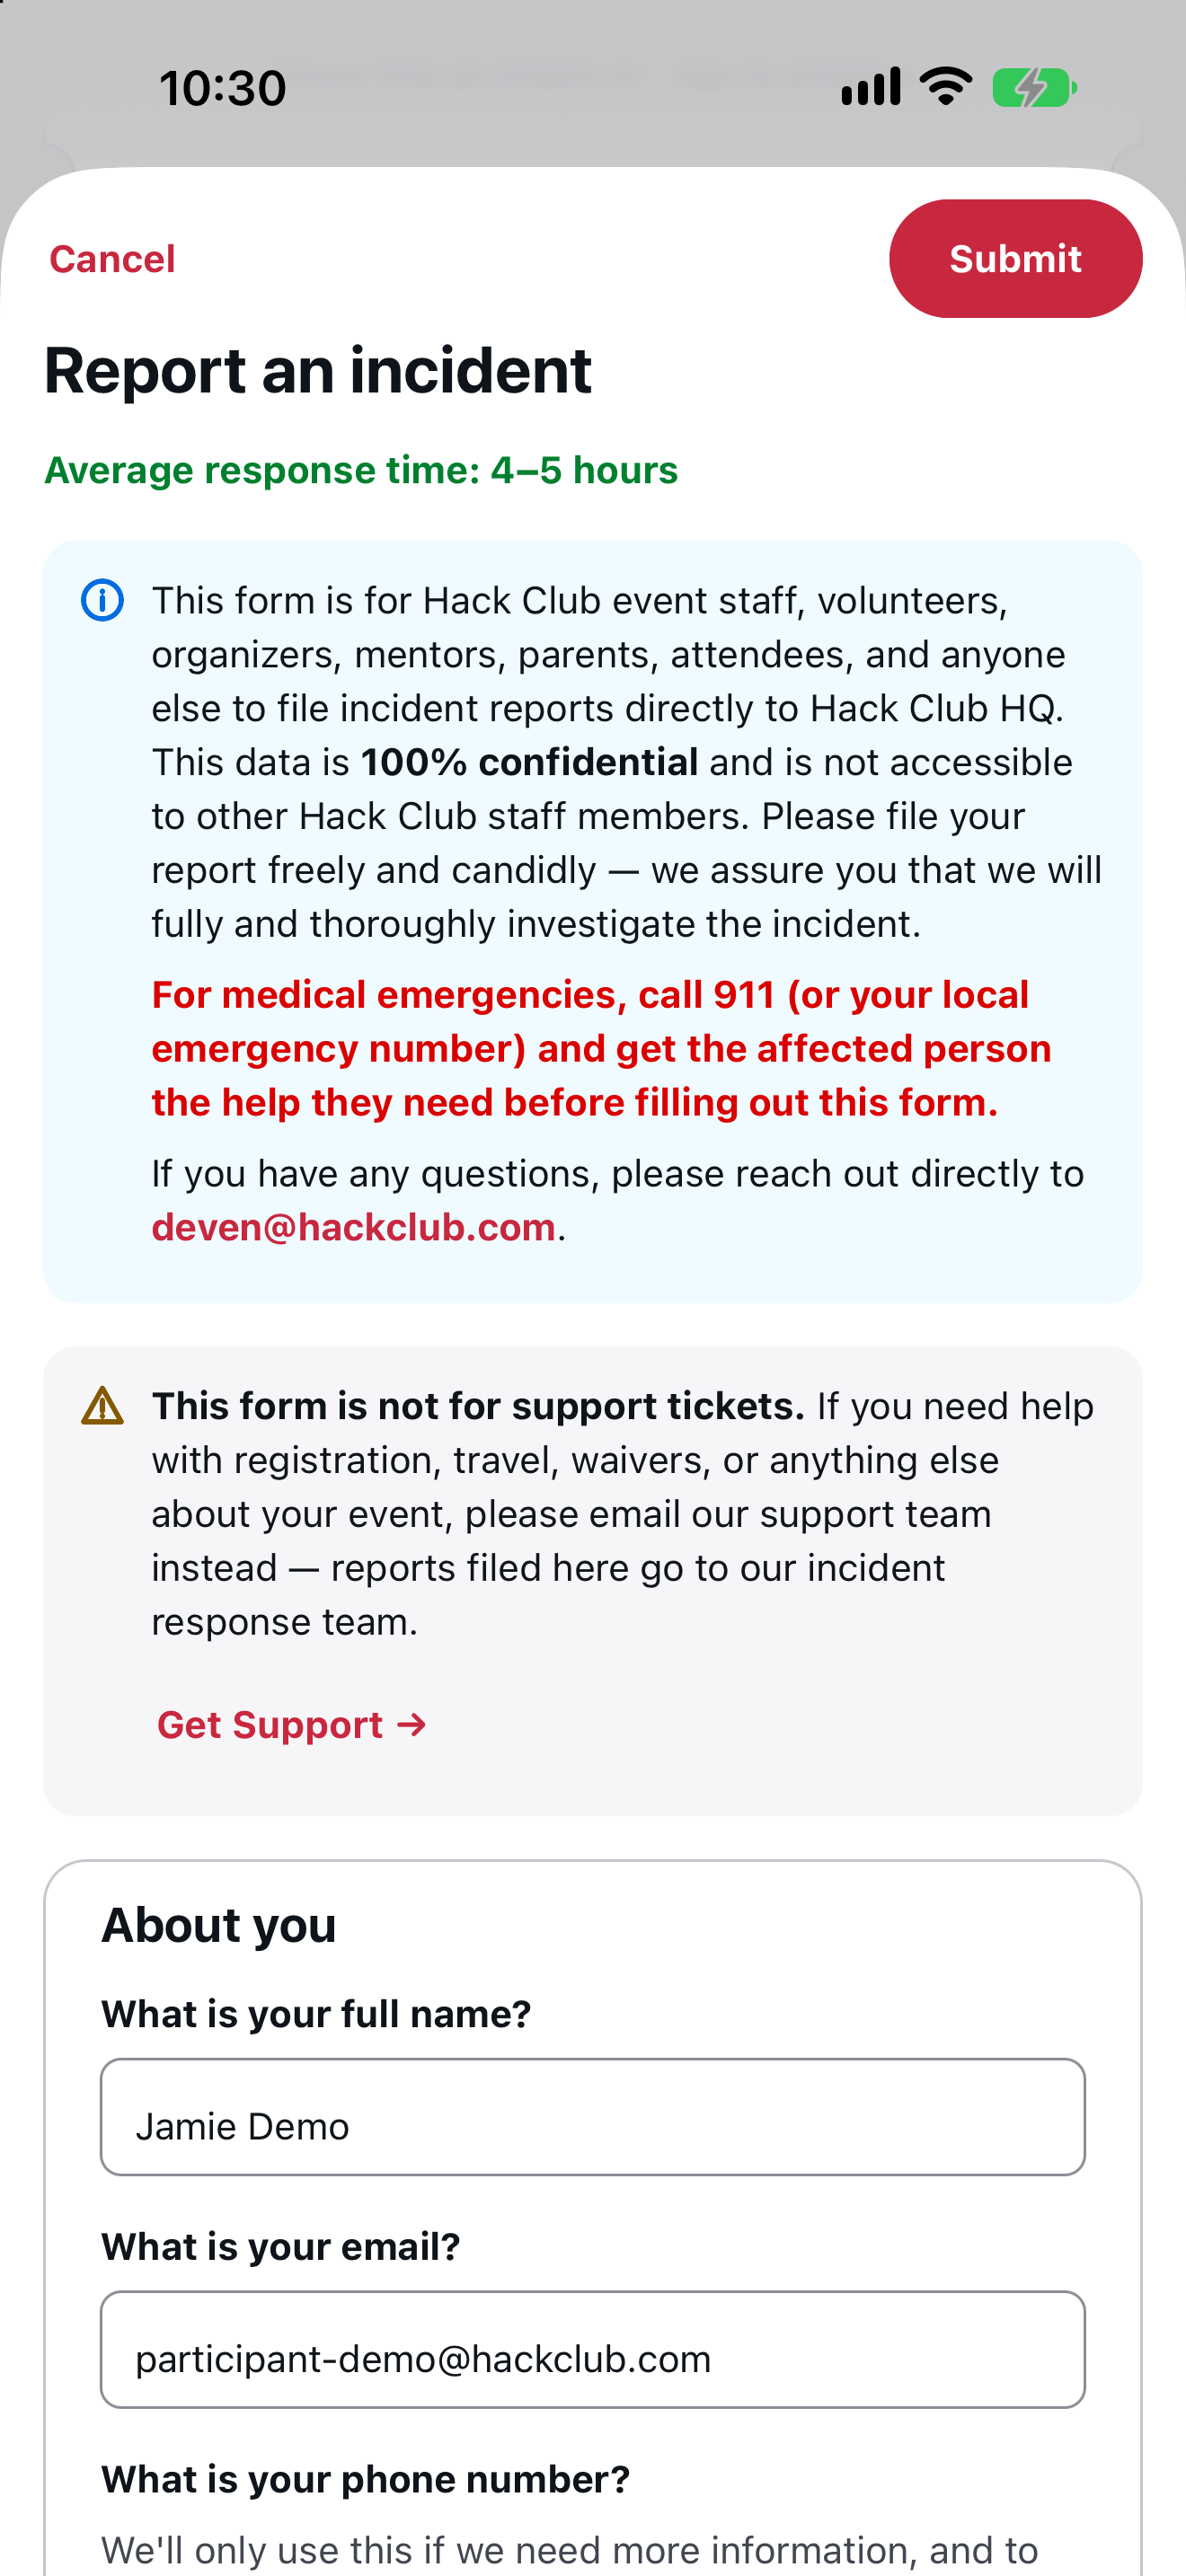 10:30
Cancel
Submit
Report an incident
Average response time: 4–5 hours
This form is for Hack Club event staff, volunteers,
organizers, mentors, parents, attendees, and anyone
else to file incident reports directly to Hack Club HQ.
This data is 100% confidential and is not accessible
to other Hack Club staff members. Please file your
report freely and candidly — we assure you that we will
fully and thoroughly investigate the incident.
For medical emergencies, call 911 (or your local
emergency number) and get the affected person
the help they need before filling out this form.
If you have any questions, please reach out directly to
deven@hackclub.com.
This form is not for support tickets. If you need help
with registration, travel, waivers, or anything else
about your event, please email our support team
instead — reports filed here go to our incident
response team.
Get Support →
About you
What is your full name?
Jamie Demo
What is your email?
participant-demo@hackclub.com
What is your phone number?
We'll only use this if we need more information, and to